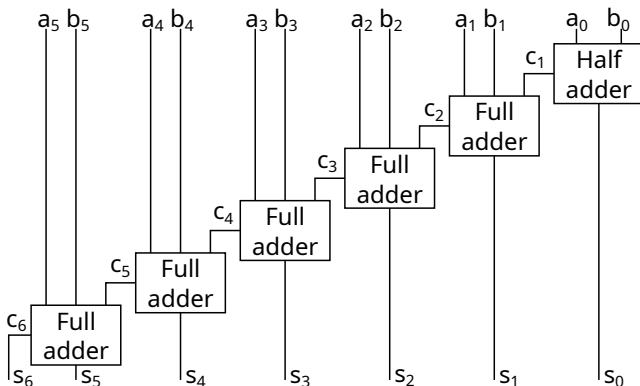 a₅ b₅ a₄ b₄ a₃ b₃ a₂ b₂ a₁ b₁ a₀ b₀
c₁ Half
adder
c₂ Full
adder
c₃ Full
adder
c₄ Full
adder
c₅ Full
adder
c₆ Full
adder
s₆ s₅ s₄ s₃ s₂ s₁ s₀